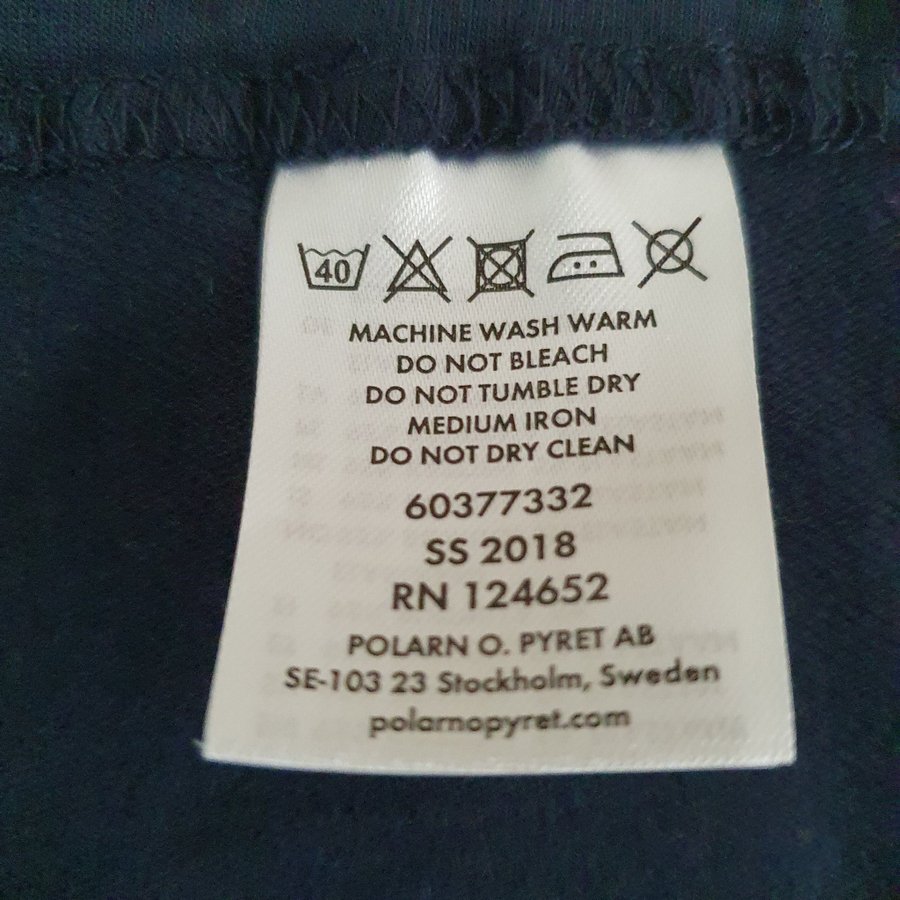 40
MACHINE WASH WARM
DO NOT BLEACH
DO NOT TUMBLE DRY
MEDIUM IRON
DO NOT DRY CLEAN
60377332
SS 2018
RN 124652
POLARN O. PYRET AB
SE-103 23 Stockholm, Sweden
polarnopyret.com